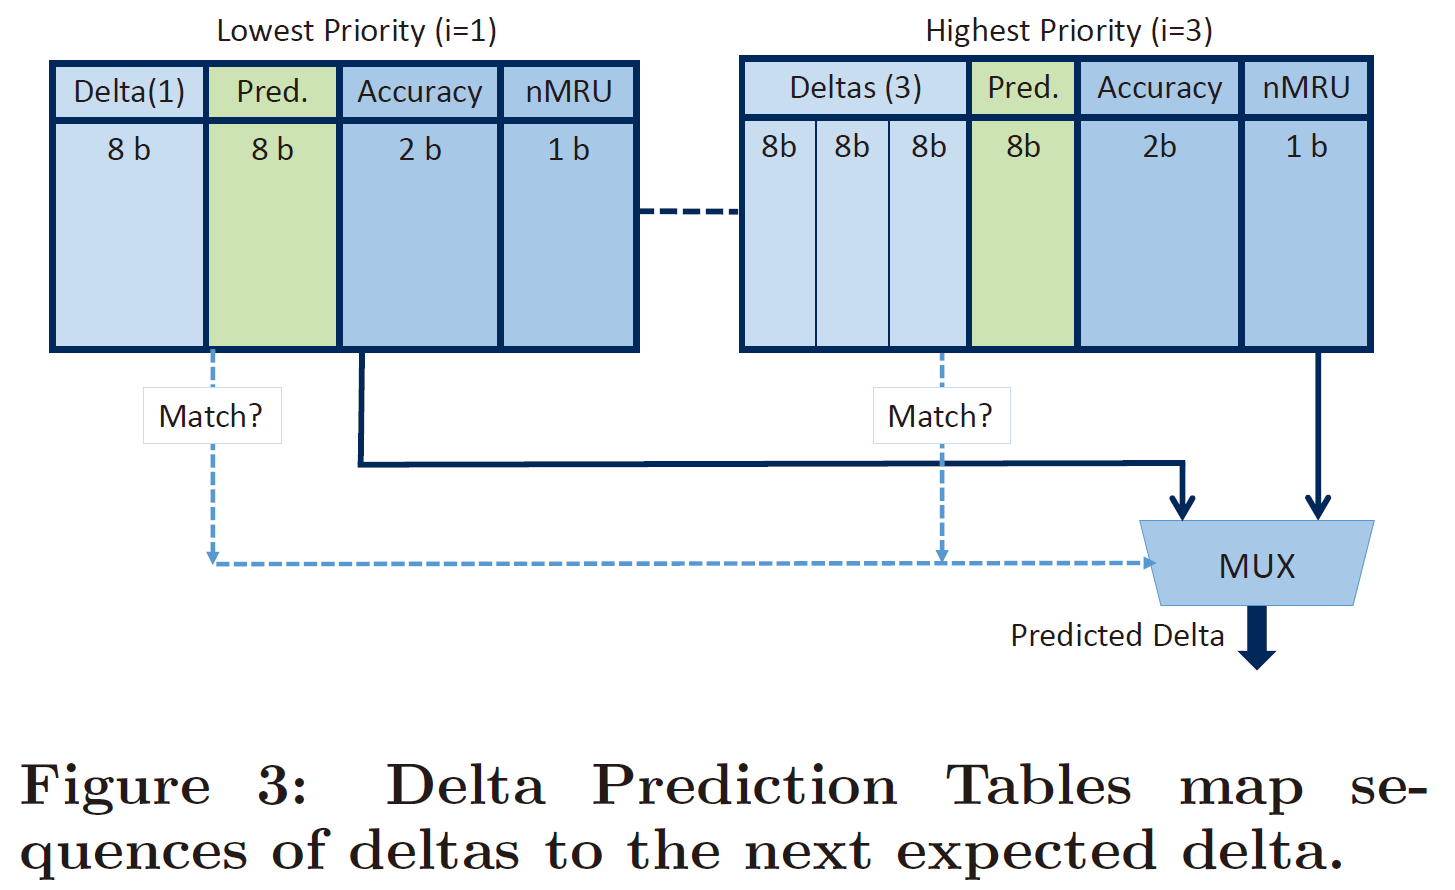 Lowest Priority (i=1)
Highest Priority (i=3)
Delta(1) Pred. Accuracy nMRU
8 b 8 b 2 b 1 b
Deltas (3) Pred. Accuracy nMRU
8b 8b 8b 8b 2b 1 b
Match?
Match?
MUX
Predicted Delta
Figure 3: Delta Prediction Tables map se-
quences of deltas to the next expected delta.